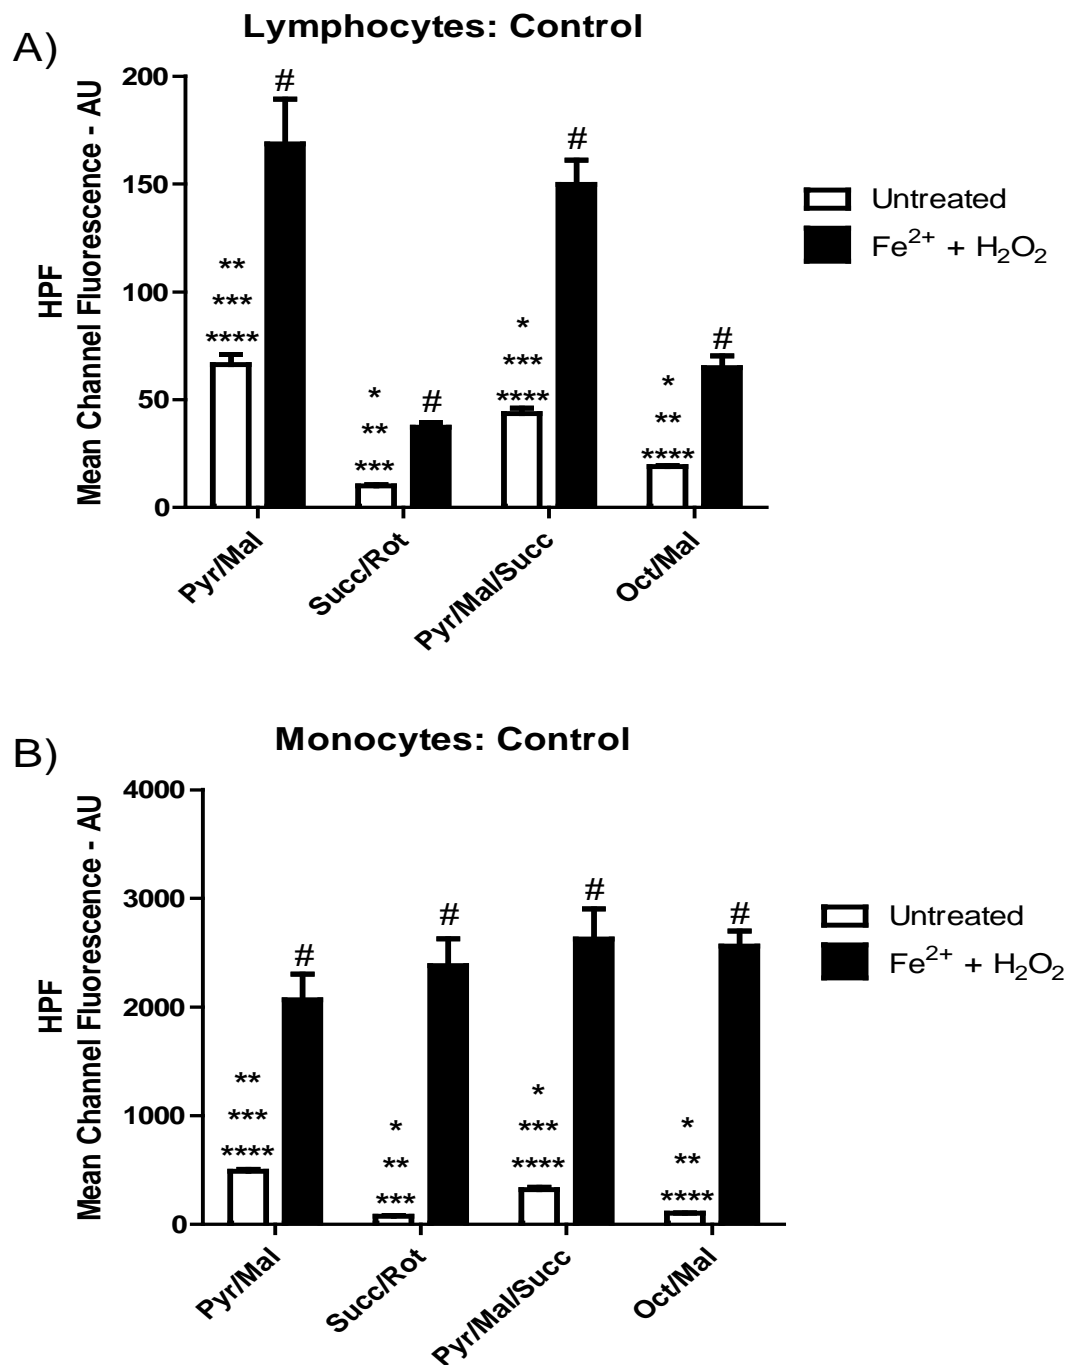 A)
Lymphocytes: Control
HPF
Mean Channel Fluorescence - AU
200
150
100
50
0
**
***
****
#
*
**
***
#
*
***
****
#
*
**
****
#
Untreated
Fe²⁺ + H₂O₂
Pyr/Mal
Succ/Rot
Pyr/Mal/Succ
Oct/Mal
B)
Monocytes: Control
HPF
Mean Channel Fluorescence - AU
4000
3000
2000
1000
0
**
***
****
#
*
**
***
#
*
***
****
#
*
**
****
#
Untreated
Fe²⁺ + H₂O₂
Pyr/Mal
Succ/Rot
Pyr/Mal/Succ
Oct/Mal